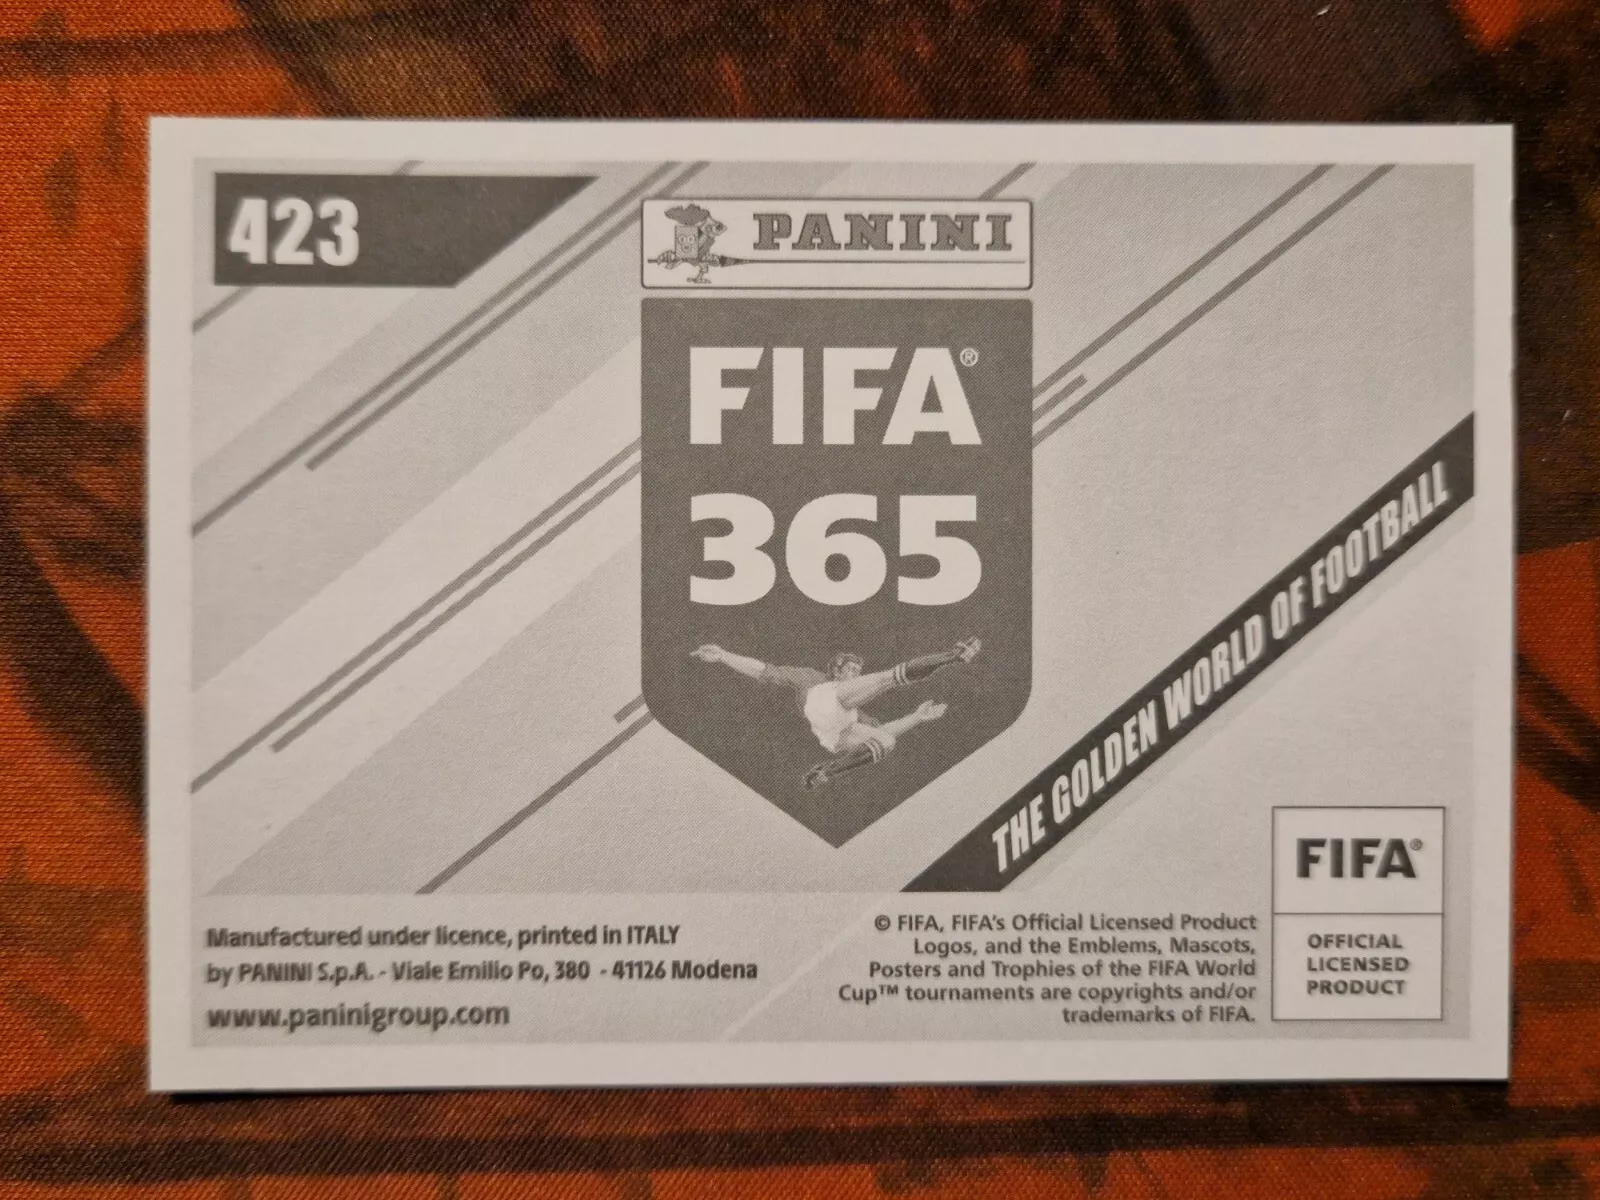 423
PANINI
FIFA®
365
THE GOLDEN WORLD OF FOOTBALL
Manufactured under licence, printed in ITALY
by PANINI S.p.A. - Viale Emilio Po, 380 - 41126 Modena
www.paninigroup.com
© FIFA, FIFA's Official Licensed Product
Logos, and the Emblems, Mascots,
Posters and Trophies of the FIFA World
Cup™ tournaments are copyrights and/or
trademarks of FIFA.
FIFA®
OFFICIAL
LICENSED
PRODUCT